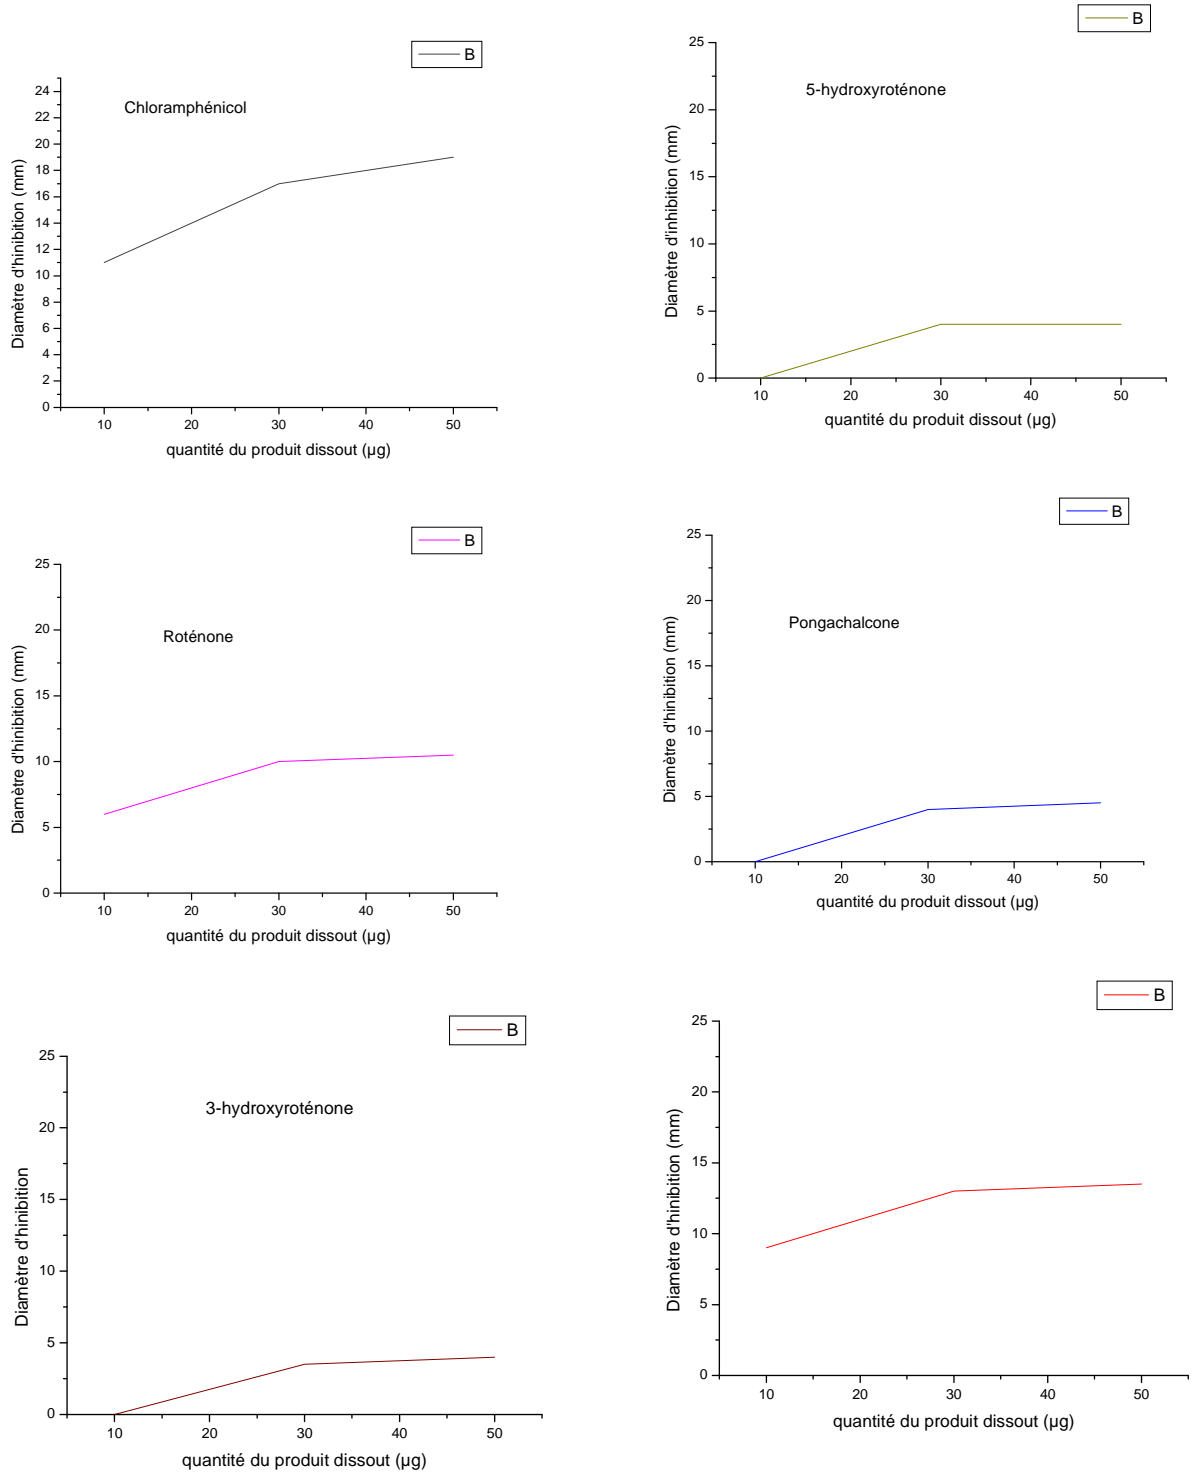 B
Chloramphénicol
24
22
20
18
16
14
12
10
8
6
4
2
0
Diamètre d'hinibition (mm)
10 20 30 40 50
quantité du produit dissout (µg)
B
5-hydroxyroténone
25
20
15
10
5
0
Diamètre d'inhibition (mm)
10 20 30 40 50
quantité du produit dissout (µg)
B
Roténone
25
20
15
10
5
0
Diamètre d'hinibition (mm)
10 20 30 40 50
quantité du produit dissout (µg)
B
Pongachalcone
25
20
15
10
5
0
Diamètre d'hinibition (mm)
10 20 30 40 50
quantité du produit dissout (µg)
B
3-hydroxyroténone
25
20
15
10
5
0
Diamètre d'hinibition
10 20 30 40 50
quantité du produit dissout (µg)
B
25
20
15
10
5
0
Diamètre d'hinibition (mm)
10 20 30 40 50
quantité du produit dissout (µg)